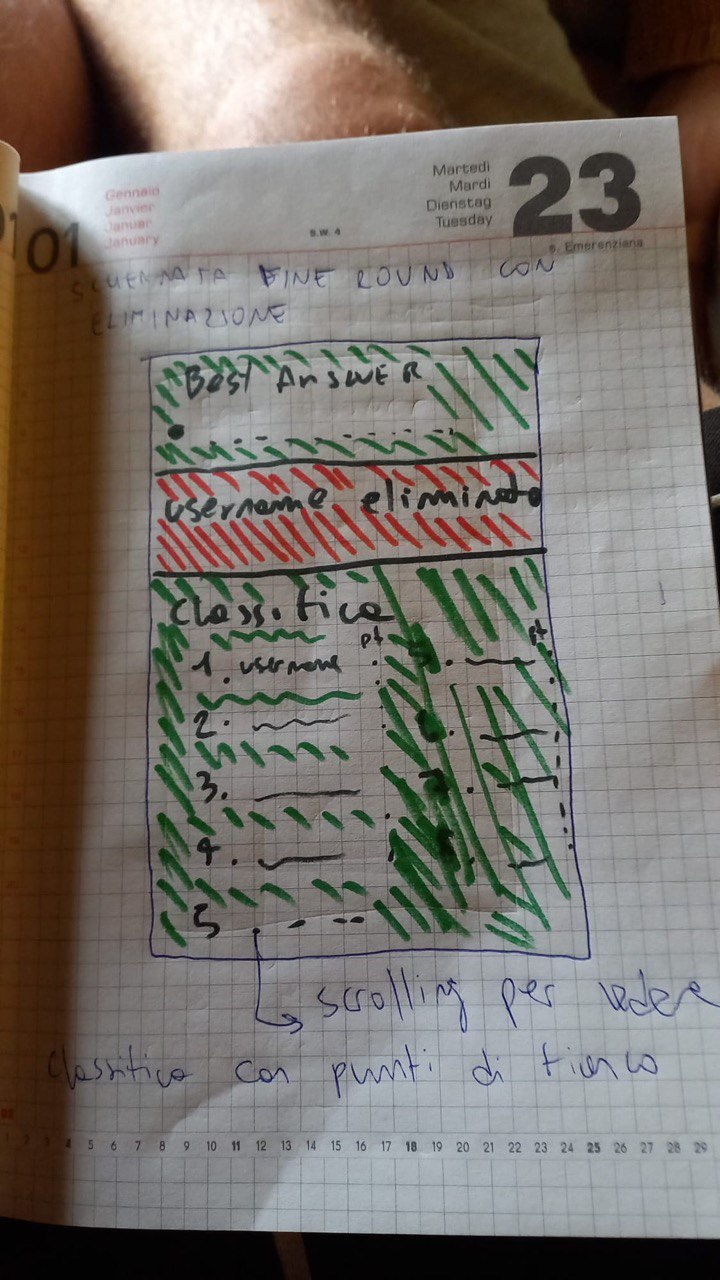 01
Gennaio
Janvier
Januar
January
S.W. 4
Martedì
Mardi
Dienstag
Tuesday
23
s. Emerenziana
SCHERMATA FINE ROUND CON
ELIMINAZIONE
Best AnswER
username eliminato
classifica
pt pt
1. username
2.
3.
4.
5
scrolling per vedere
classifica con punti di fianco
1 2 3 4 5 6 7 8 9 10 11 12 13 14 15 16 17 18 19 20 21 22 23 24 25 26 27 28 29